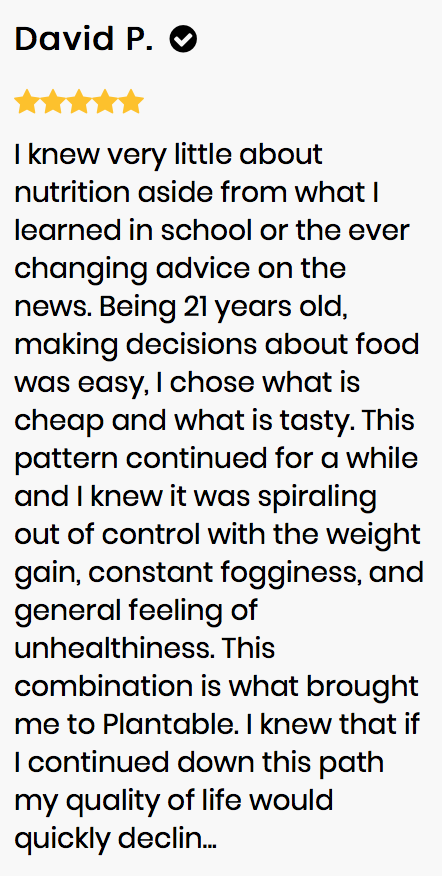 David P.
I knew very little about
nutrition aside from what I
learned in school or the ever
changing advice on the
news. Being 21 years old,
making decisions about food
was easy, I chose what is
cheap and what is tasty. This
pattern continued for a while
and I knew it was spiraling
out of control with the weight
gain, constant fogginess, and
general feeling of
unhealthiness. This
combination is what brought
me to Plantable. I knew that if
I continued down this path
my quality of life would
quickly declin...